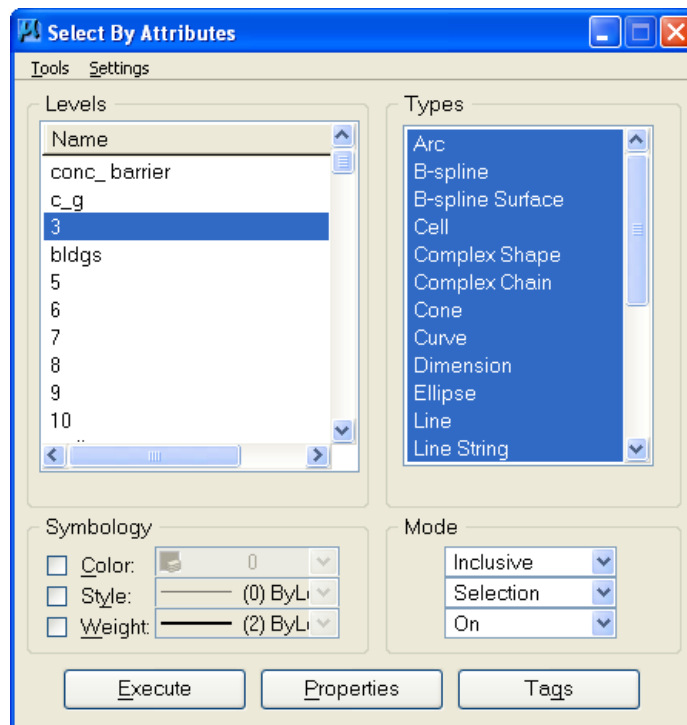 Select By Attributes
Tools Settings
Levels
Name
conc_ barrier
c_g
3
bldgs
5
6
7
8
9
10
Types
Arc
B-spline
B-spline Surface
Cell
Complex Shape
Complex Chain
Cone
Curve
Dimension
Ellipse
Line
Line String
Symbology
Color: 0
Style: (0) ByL
Weight: (2) ByL
Mode
Inclusive
Selection
On
Execute Properties Tags